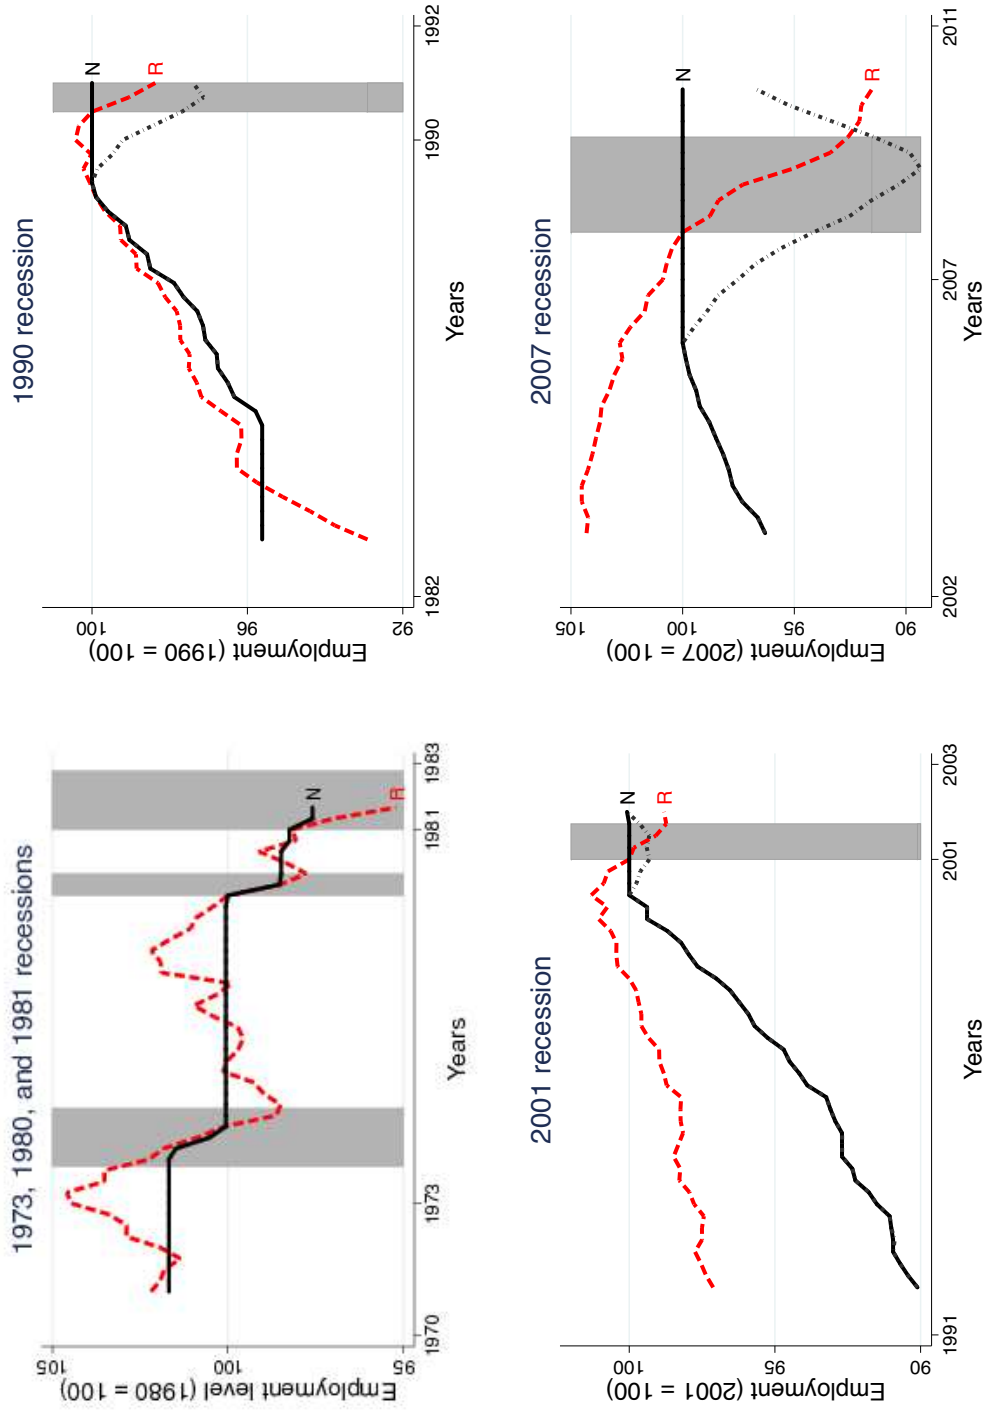 1973, 1980, and 1981 recessions
Employment level (1980 = 100)
105
100
95
N
R
1970
1973
1981
1983
Years
1990 recession
Employment (1990 = 100)
100
96
92
N
R
1982
1990
1992
Years
2001 recession
Employment (2001 = 100)
100
95
90
N
R
1991
2001
2003
Years
2007 recession
Employment (2007 = 100)
105
100
95
90
N
R
2002
2007
2011
Years